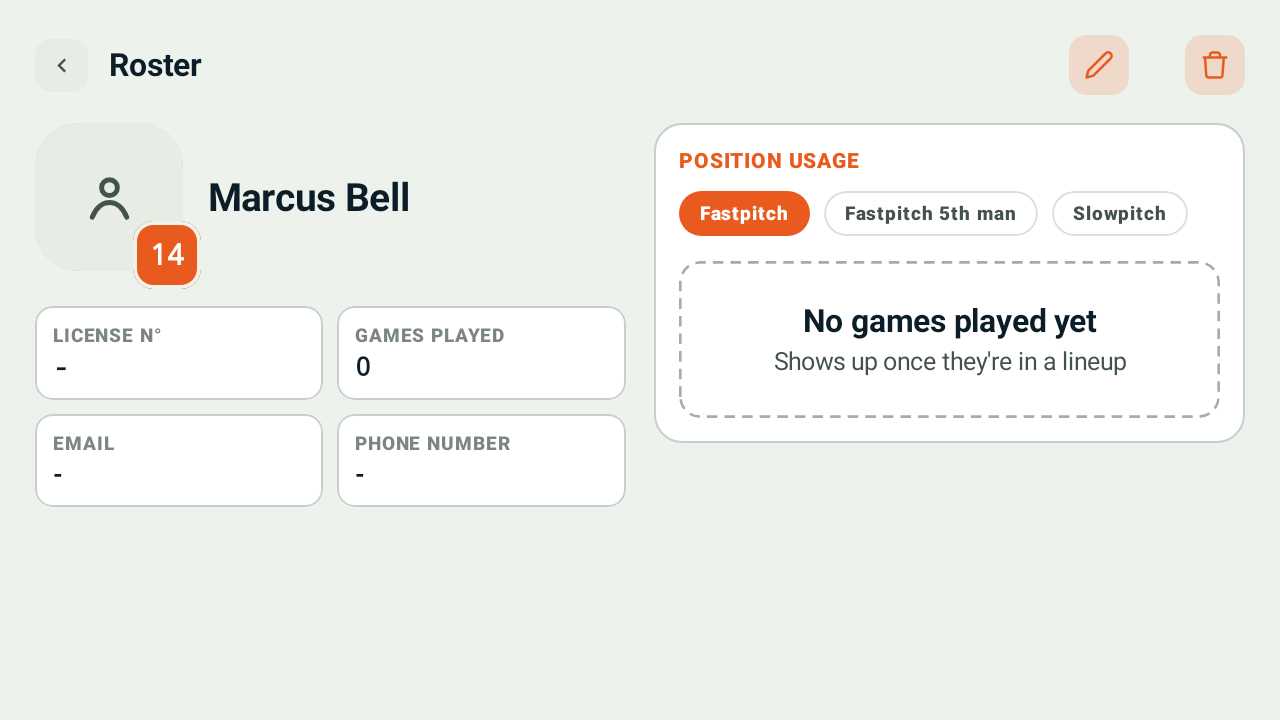 Roster
Marcus Bell
14
LICENSE N°
-
GAMES PLAYED
0
EMAIL
-
PHONE NUMBER
-
POSITION USAGE
Fastpitch
Fastpitch 5th man
Slowpitch
No games played yet
Shows up once they're in a lineup